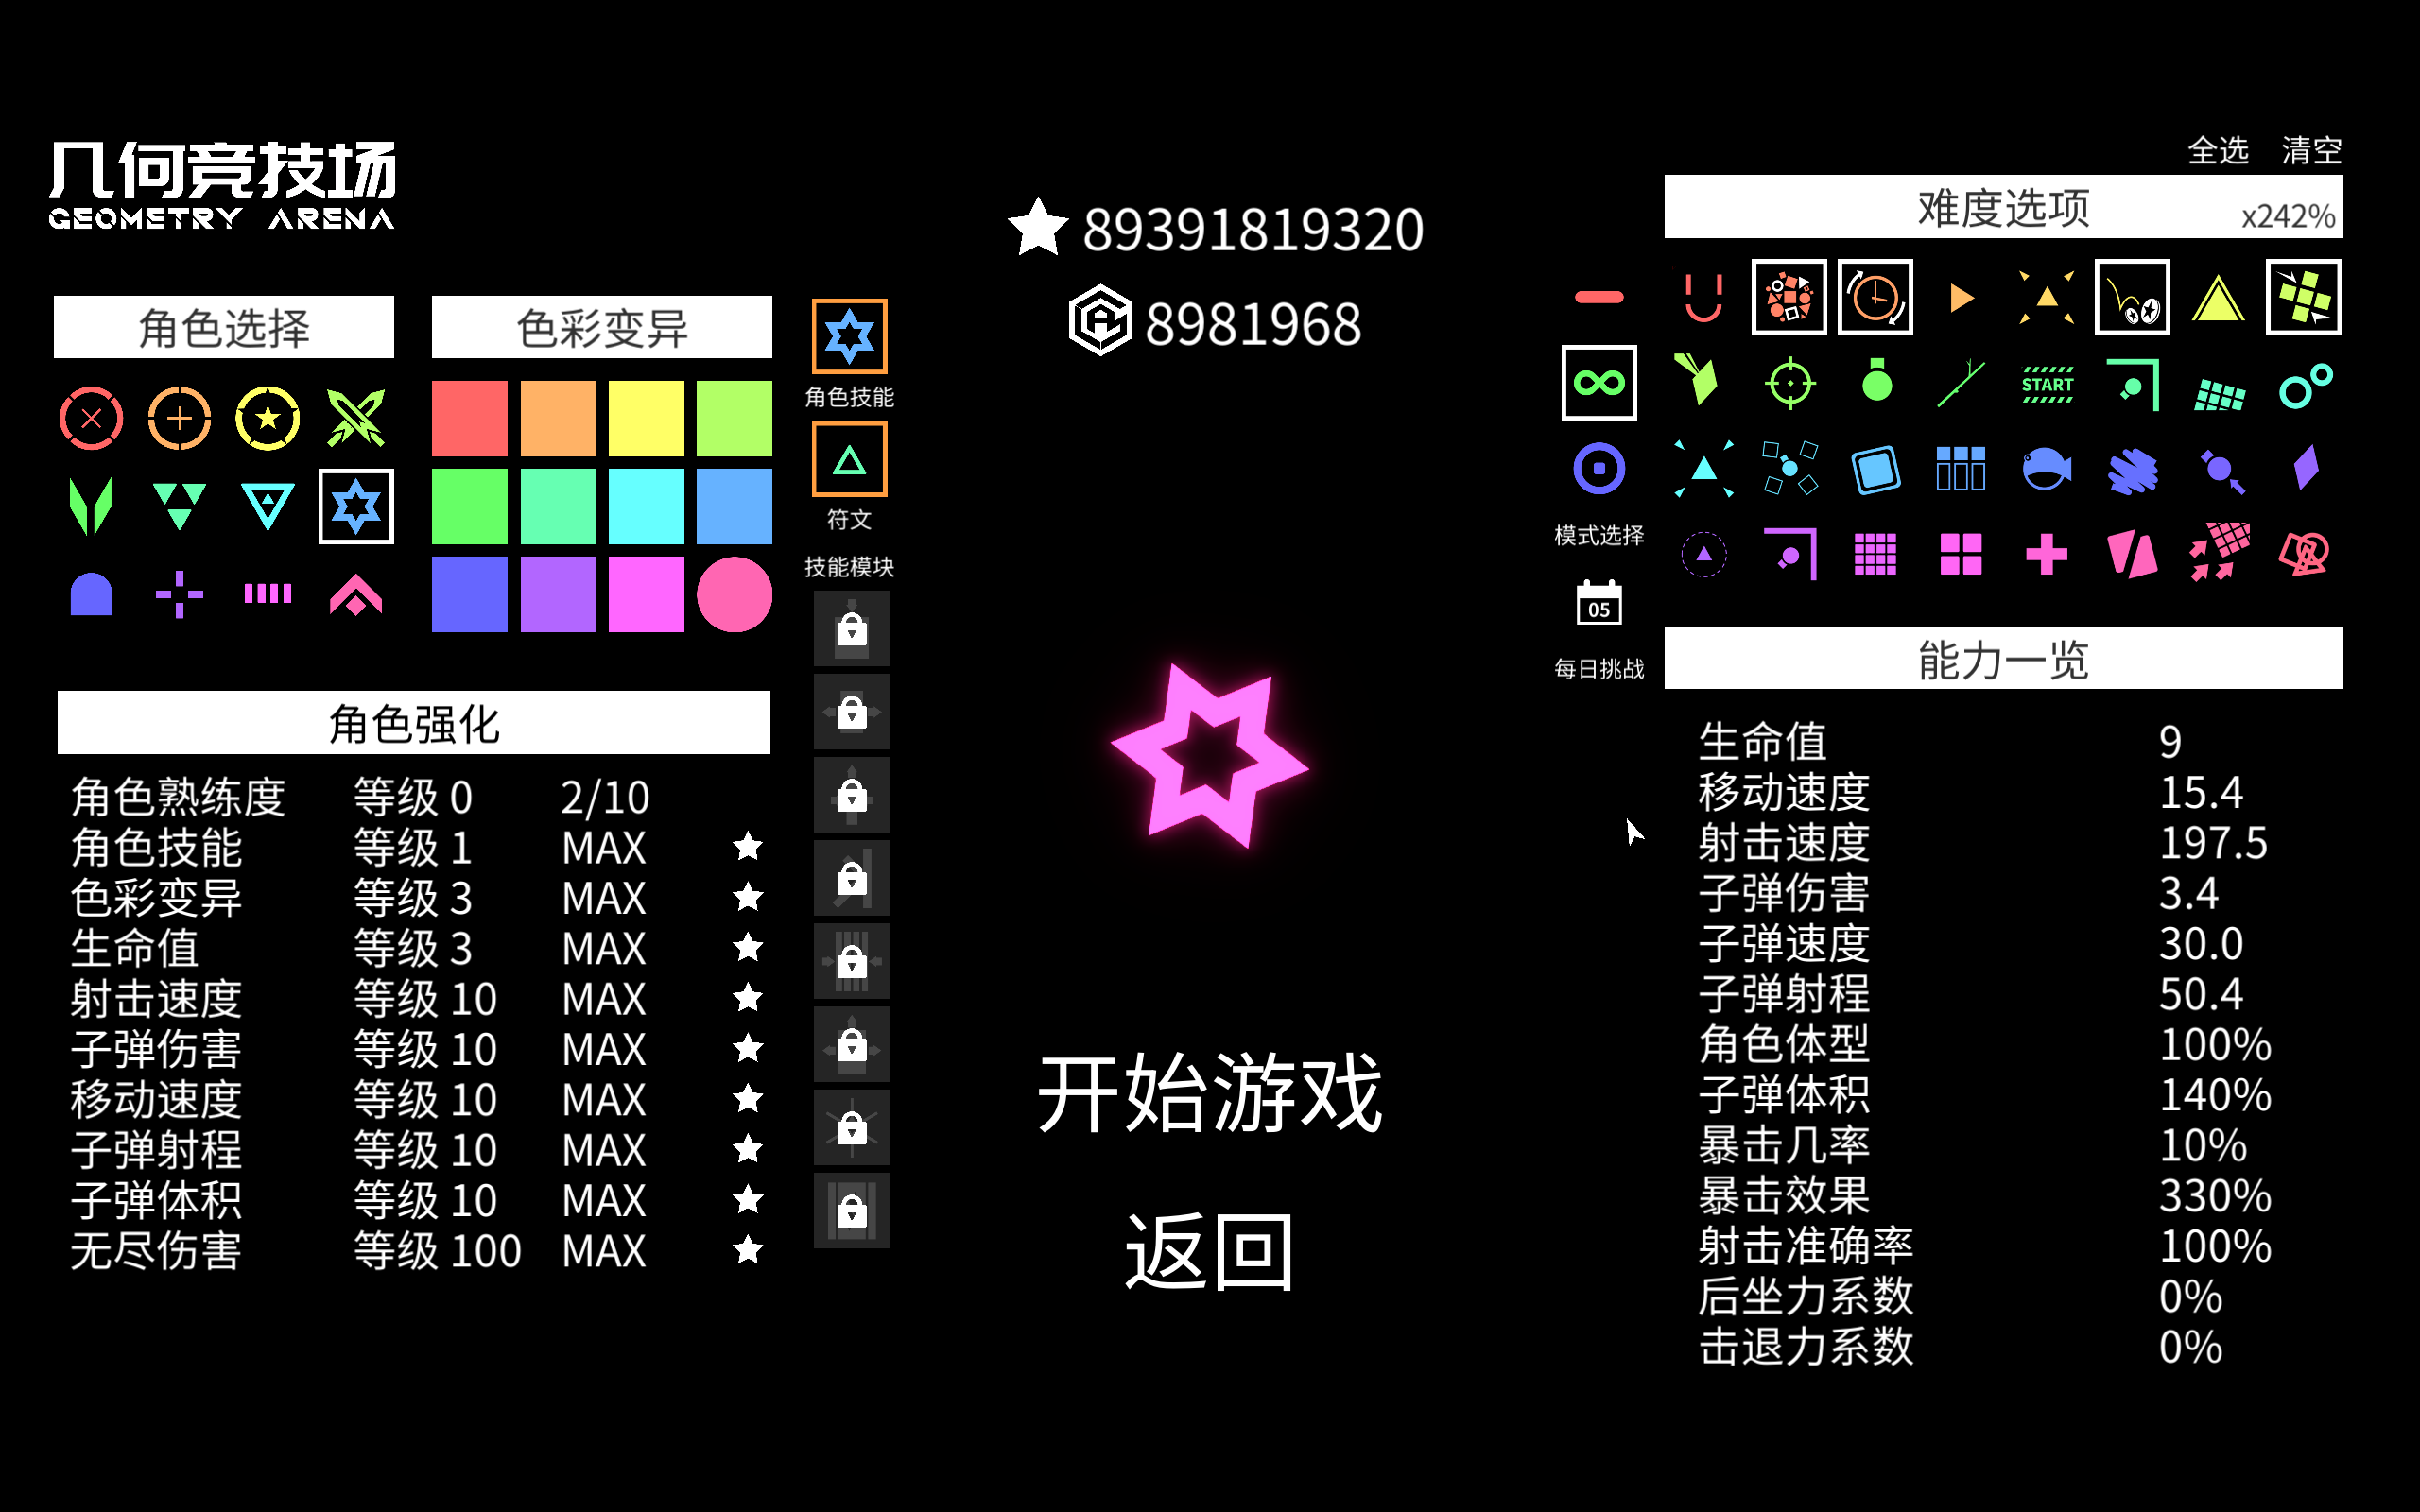 几何竞技场
GEOMETRY ARENA
角色选择
色彩变异
角色技能
符文
技能模块
角色强化
角色熟练度 等级 0 2/10
角色技能 等级 1 MAX
色彩变异 等级 3 MAX
生命值 等级 3 MAX
射击速度 等级 10 MAX
子弹伤害 等级 10 MAX
移动速度 等级 10 MAX
子弹射程 等级 10 MAX
子弹体积 等级 10 MAX
无尽伤害 等级 100 MAX
89391819320
8981968
开始游戏
返回
全选 清空
难度选项 x242%
START
模式选择
05
每日挑战
能力一览
生命值 9
移动速度 15.4
射击速度 197.5
子弹伤害 3.4
子弹速度 30.0
子弹射程 50.4
角色体型 100%
子弹体积 140%
暴击几率 10%
暴击效果 330%
射击准确率 100%
后坐力系数 0%
击退力系数 0%